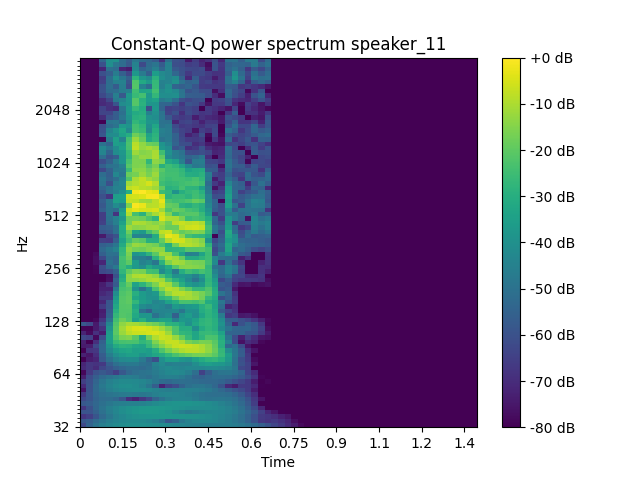 Constant-Q power spectrum speaker_11
Hz
2048
1024
512
256
128
64
32
0 0.15 0.3 0.45 0.6 0.75 0.9 1.1 1.2 1.4
Time
+0 dB
-10 dB
-20 dB
-30 dB
-40 dB
-50 dB
-60 dB
-70 dB
-80 dB